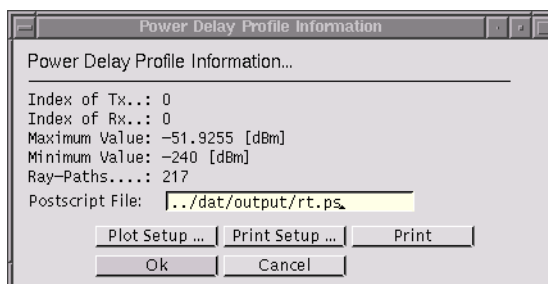 Power Delay Profile Information
Power Delay Profile Information...
Index of Tx..: 0
Index of Rx..: 0
Maximum Value: −51.9255 [dBm]
Minimum Value: −240 [dBm]
Ray−Paths....: 217
Postscript File: ../dat/output/rt.ps
Plot Setup ... Print Setup ... Print
Ok Cancel